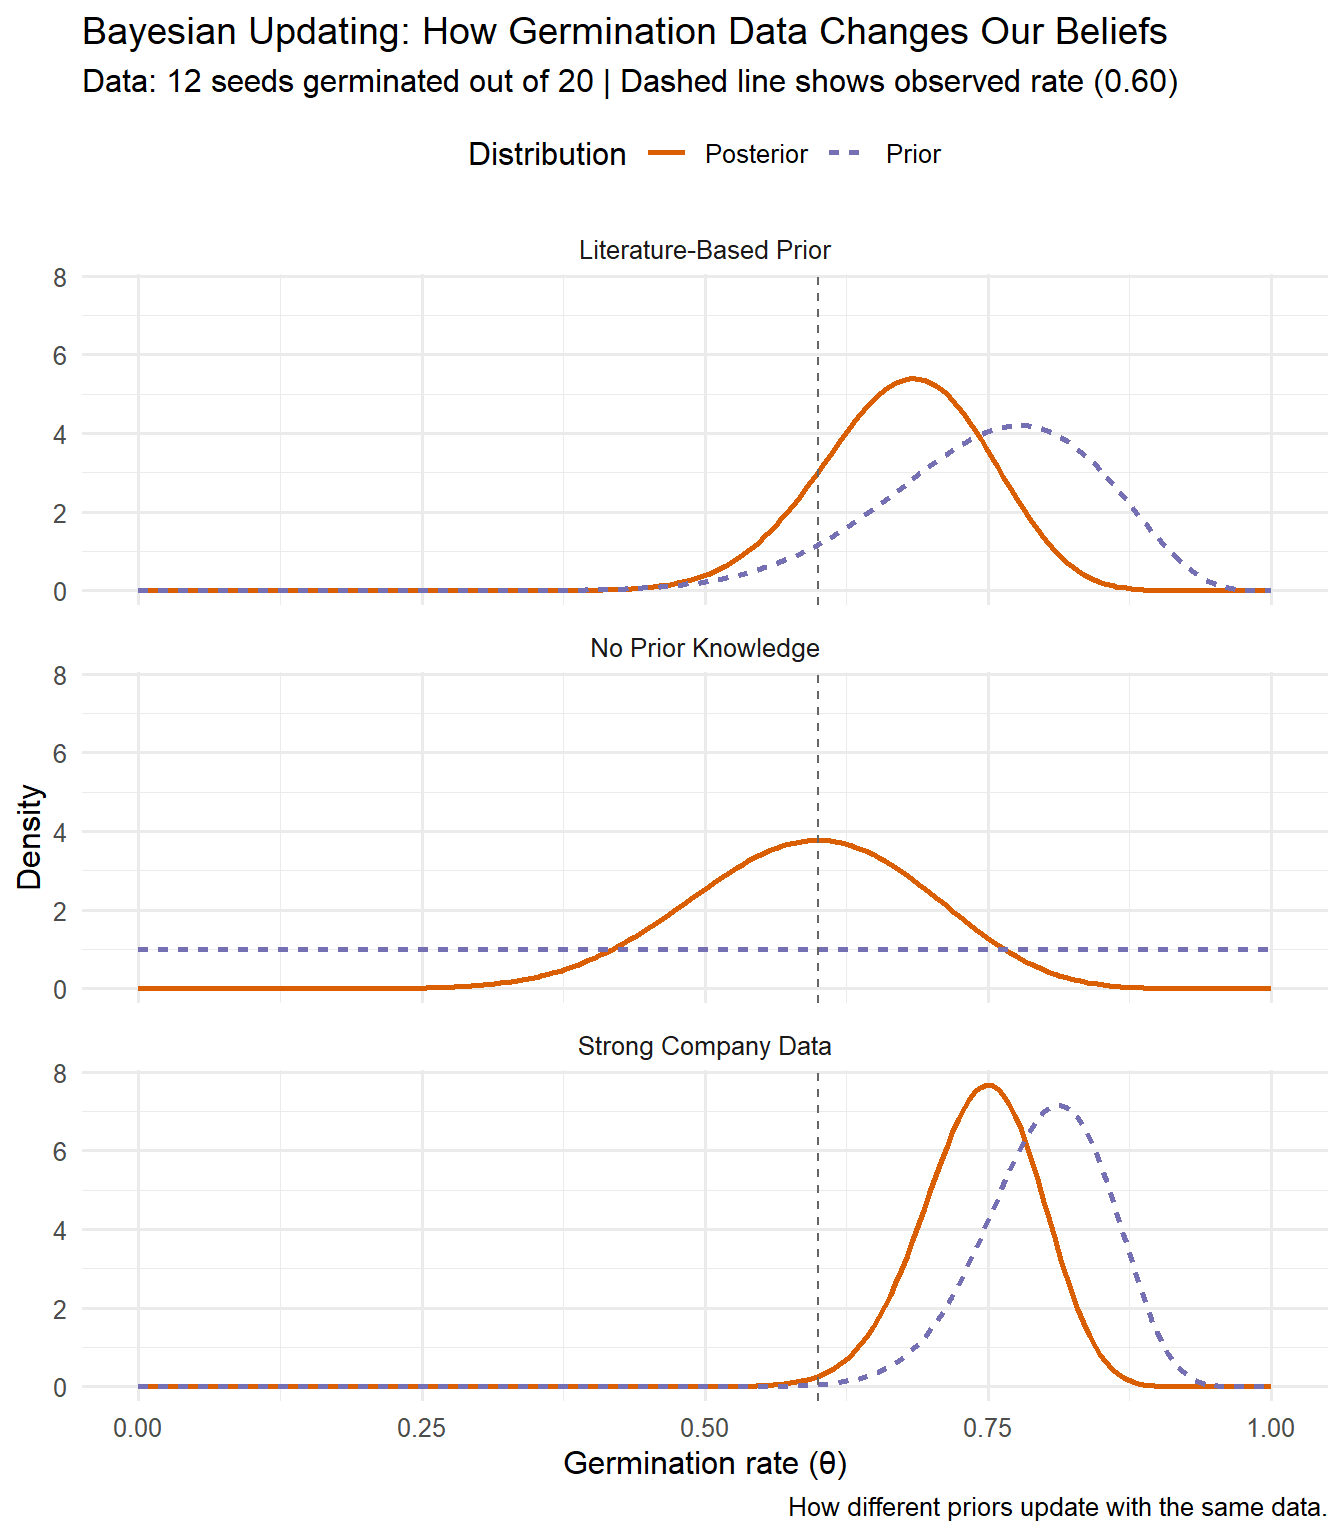 Bayesian Updating: How Germination Data Changes Our Beliefs
Data: 12 seeds germinated out of 20 | Dashed line shows observed rate (0.60)
Distribution Posterior Prior
Literature-Based Prior
8
6
4
2
0
No Prior Knowledge
8
6
4
2
0
Density
Strong Company Data
8
6
4
2
0
0.00 0.25 0.50 0.75 1.00
Germination rate (θ)
How different priors update with the same data.